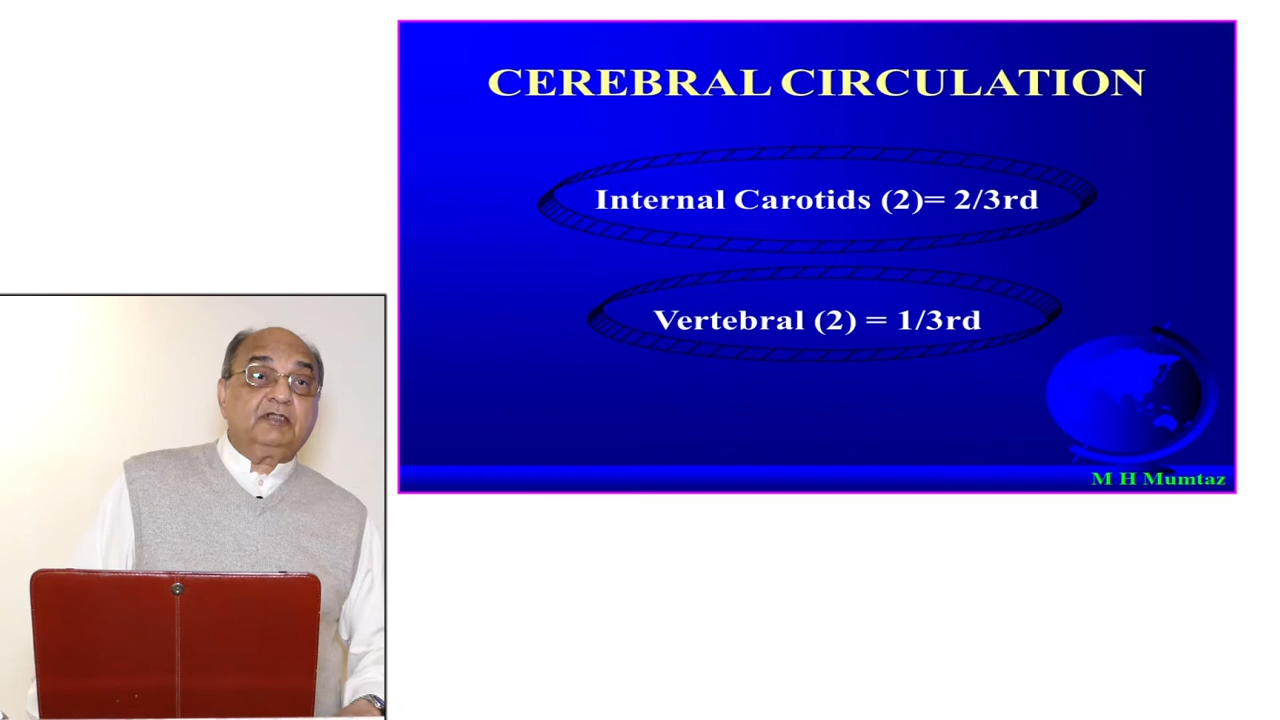 CEREBRAL CIRCULATION
Internal Carotids (2)= 2/3rd
Vertebral (2) = 1/3rd
M H Mumtaz